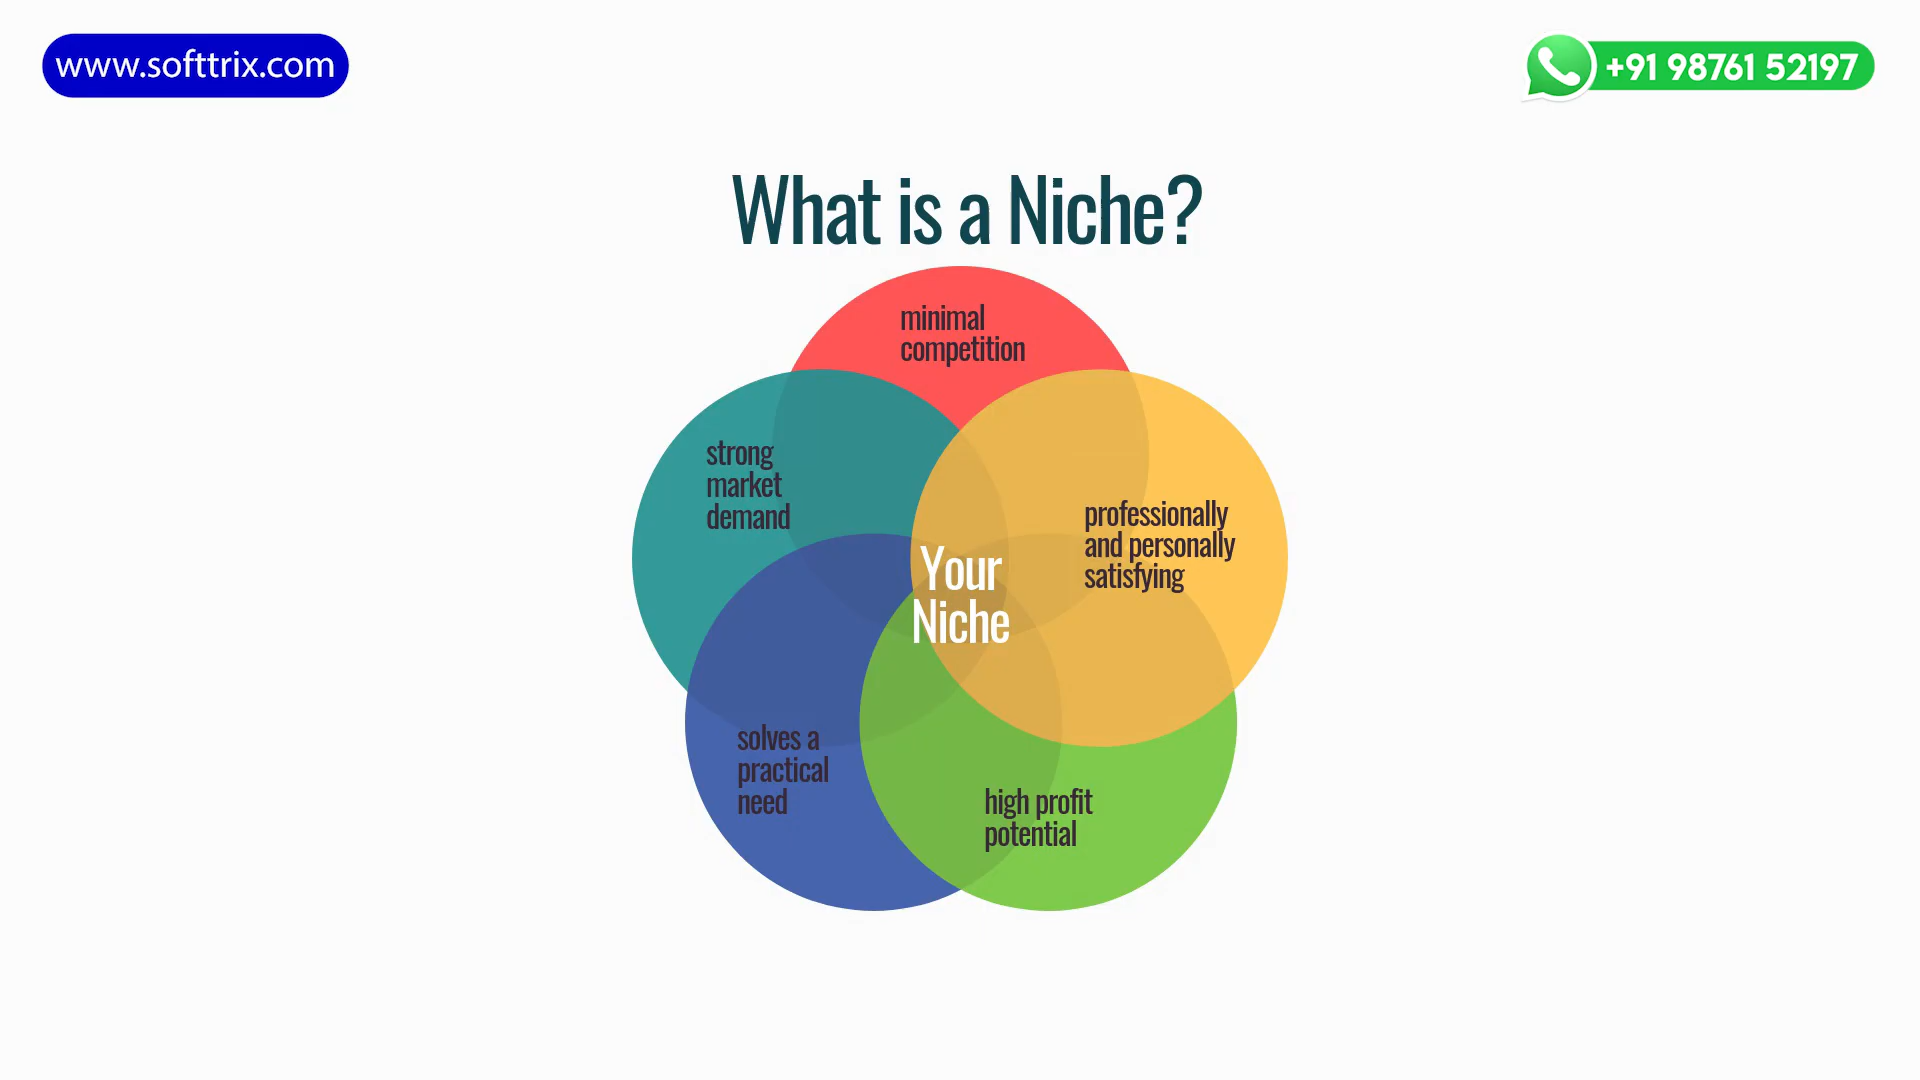 www.softtrix.com
+91 98761 52197
What is a Niche?
minimal
competition
strong
market
demand
professionally
and personally
satisfying
Your
Niche
solves a
practical
need
high profit
potential